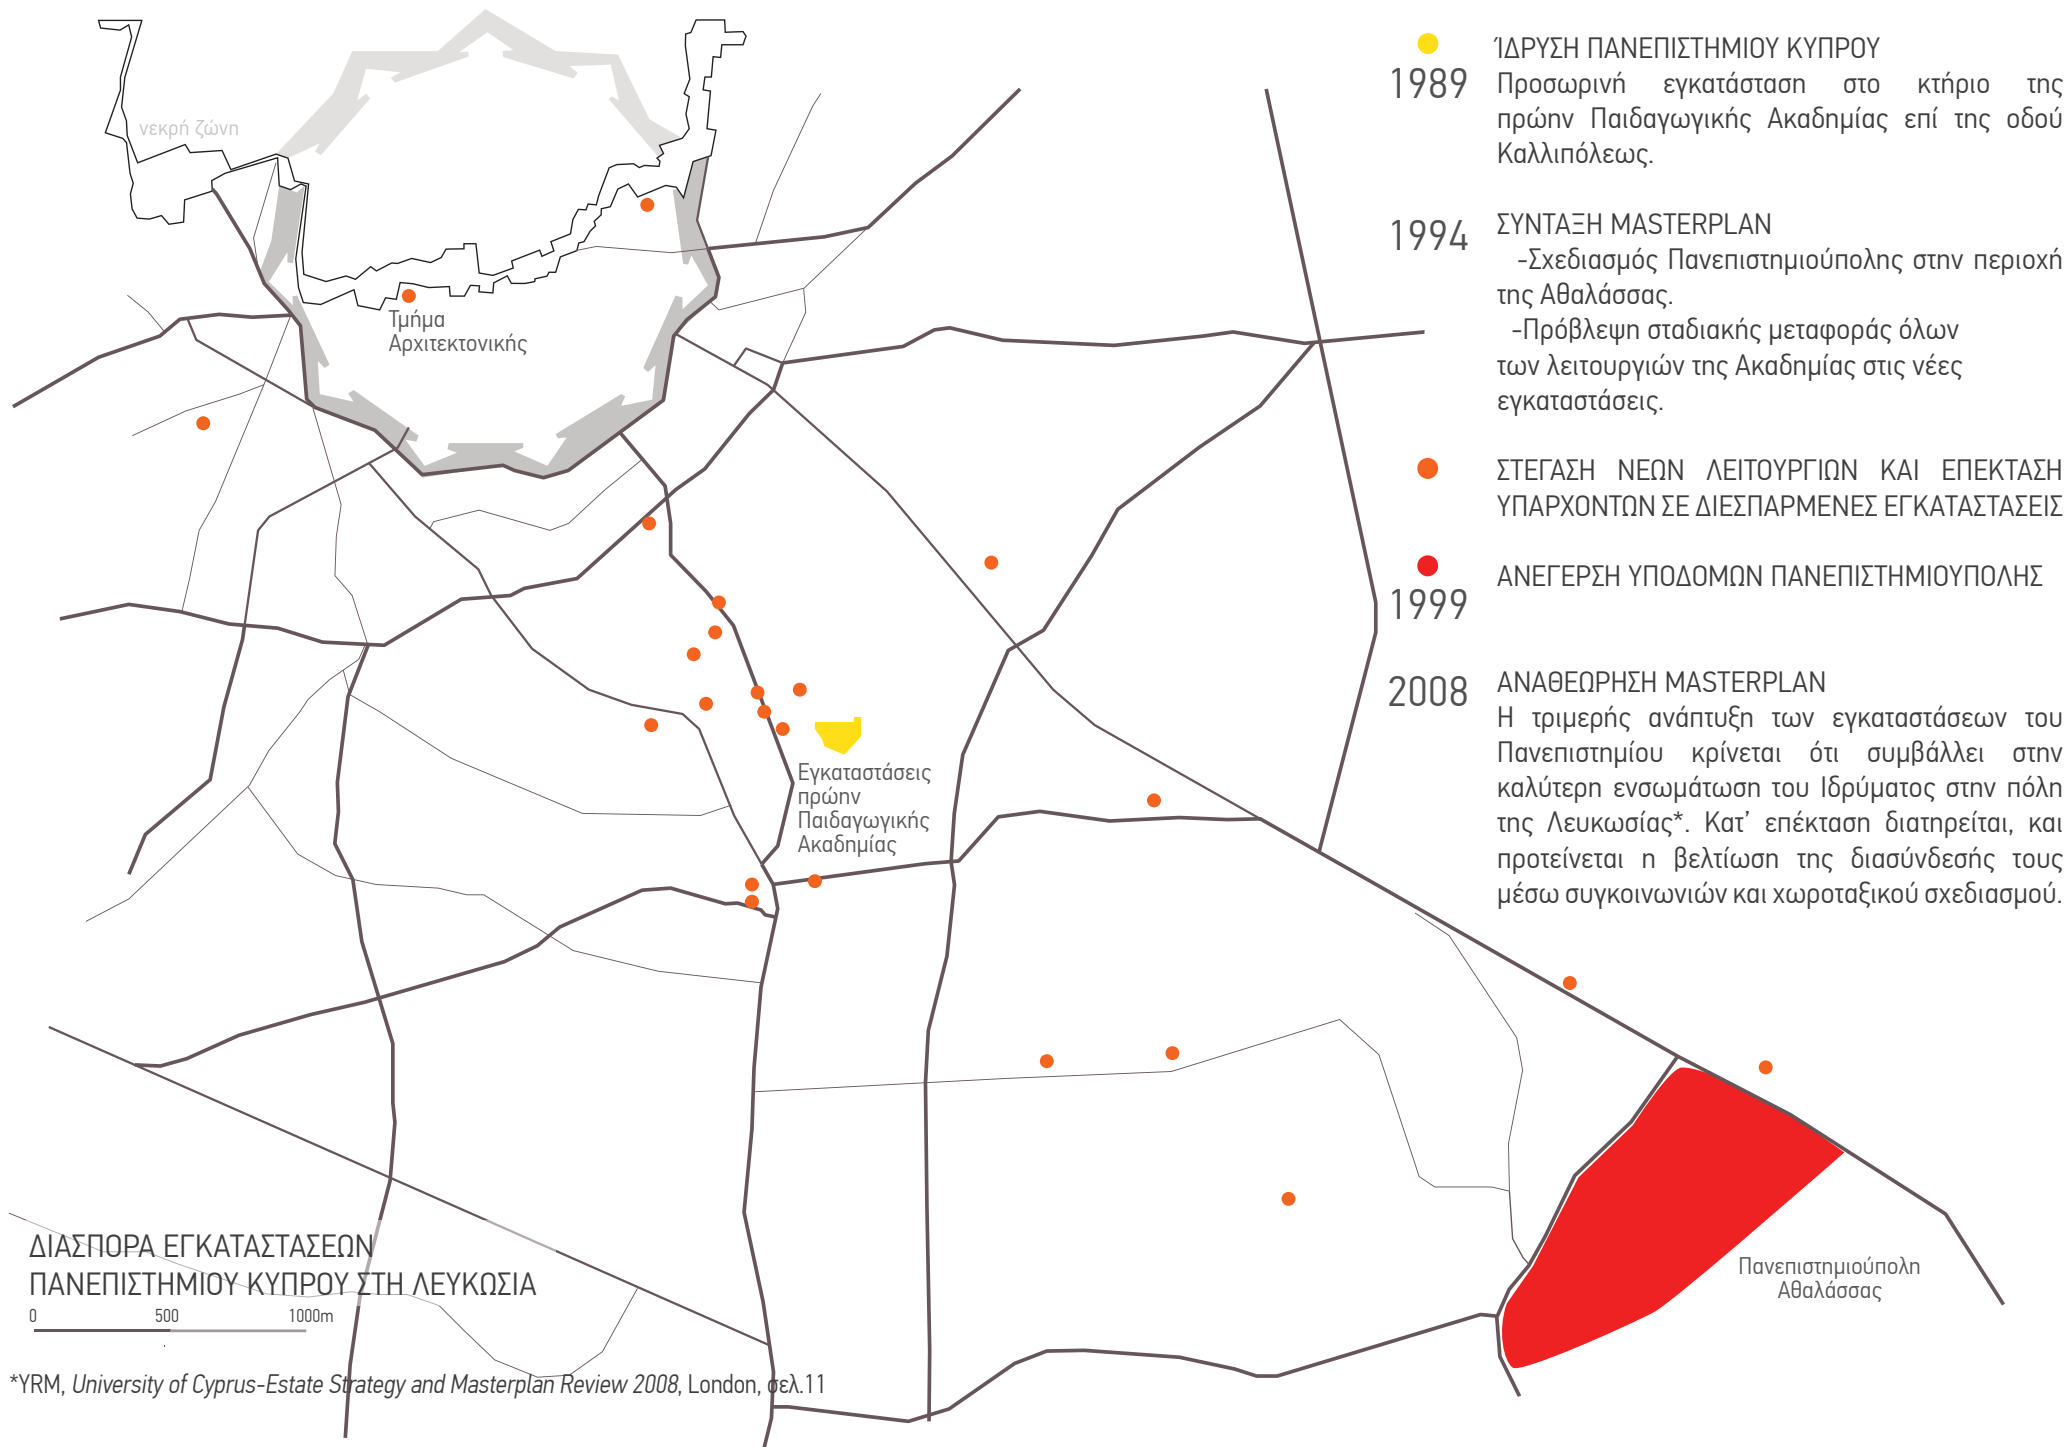 νεκρή ζώνη
Τμήμα
Αρχιτεκτονικής
Εγκαταστάσεις
πρώην
Παιδαγωγικής
Ακαδημίας
Πανεπιστημιούπολη
Αθαλάσσας
1989
ΊΔΡΥΣΗ ΠΑΝΕΠΙΣΤΗΜΙΟΥ ΚΥΠΡΟΥ
Προσωρινή εγκατάσταση στο κτήριο της
πρώην Παιδαγωγικής Ακαδημίας επί της οδού
Καλλιπόλεως.
1994
ΣΥΝΤΑΞΗ MASTERPLAN
-Σχεδιασμός Πανεπιστημιούπολης στην περιοχή
της Αθαλάσσας.
-Πρόβλεψη σταδιακής μεταφοράς όλων
των λειτουργιών της Ακαδημίας στις νέες
εγκαταστάσεις.
ΣΤΕΓΑΣΗ ΝΕΩΝ ΛΕΙΤΟΥΡΓΙΩΝ ΚΑΙ ΕΠΕΚΤΑΣΗ
ΥΠΑΡΧΟΝΤΩΝ ΣΕ ΔΙΕΣΠΑΡΜΕΝΕΣ ΕΓΚΑΤΑΣΤΑΣΕΙΣ
1999
ΑΝΕΓΕΡΣΗ ΥΠΟΔΟΜΩΝ ΠΑΝΕΠΙΣΤΗΜΙΟΥΠΟΛΗΣ
2008
ΑΝΑΘΕΩΡΗΣΗ MASTERPLAN
Η τριμερής ανάπτυξη των εγκαταστάσεων του
Πανεπιστημίου κρίνεται ότι συμβάλλει στην
καλύτερη ενσωμάτωση του Ιδρύματος στην πόλη
της Λευκωσίας*. Κατ' επέκταση διατηρείται, και
προτείνεται η βελτίωση της διασύνδεσής τους
μέσω συγκοινωνιών και χωροταξικού σχεδιασμού.
ΔΙΑΣΠΟΡΑ ΕΓΚΑΤΑΣΤΑΣΕΩΝ
ΠΑΝΕΠΙΣΤΗΜΙΟΥ ΚΥΠΡΟΥ ΣΤΗ ΛΕΥΚΩΣΙΑ
0 500 1000m
*YRM, University of Cyprus-Estate Strategy and Masterplan Review 2008, London, σελ.11